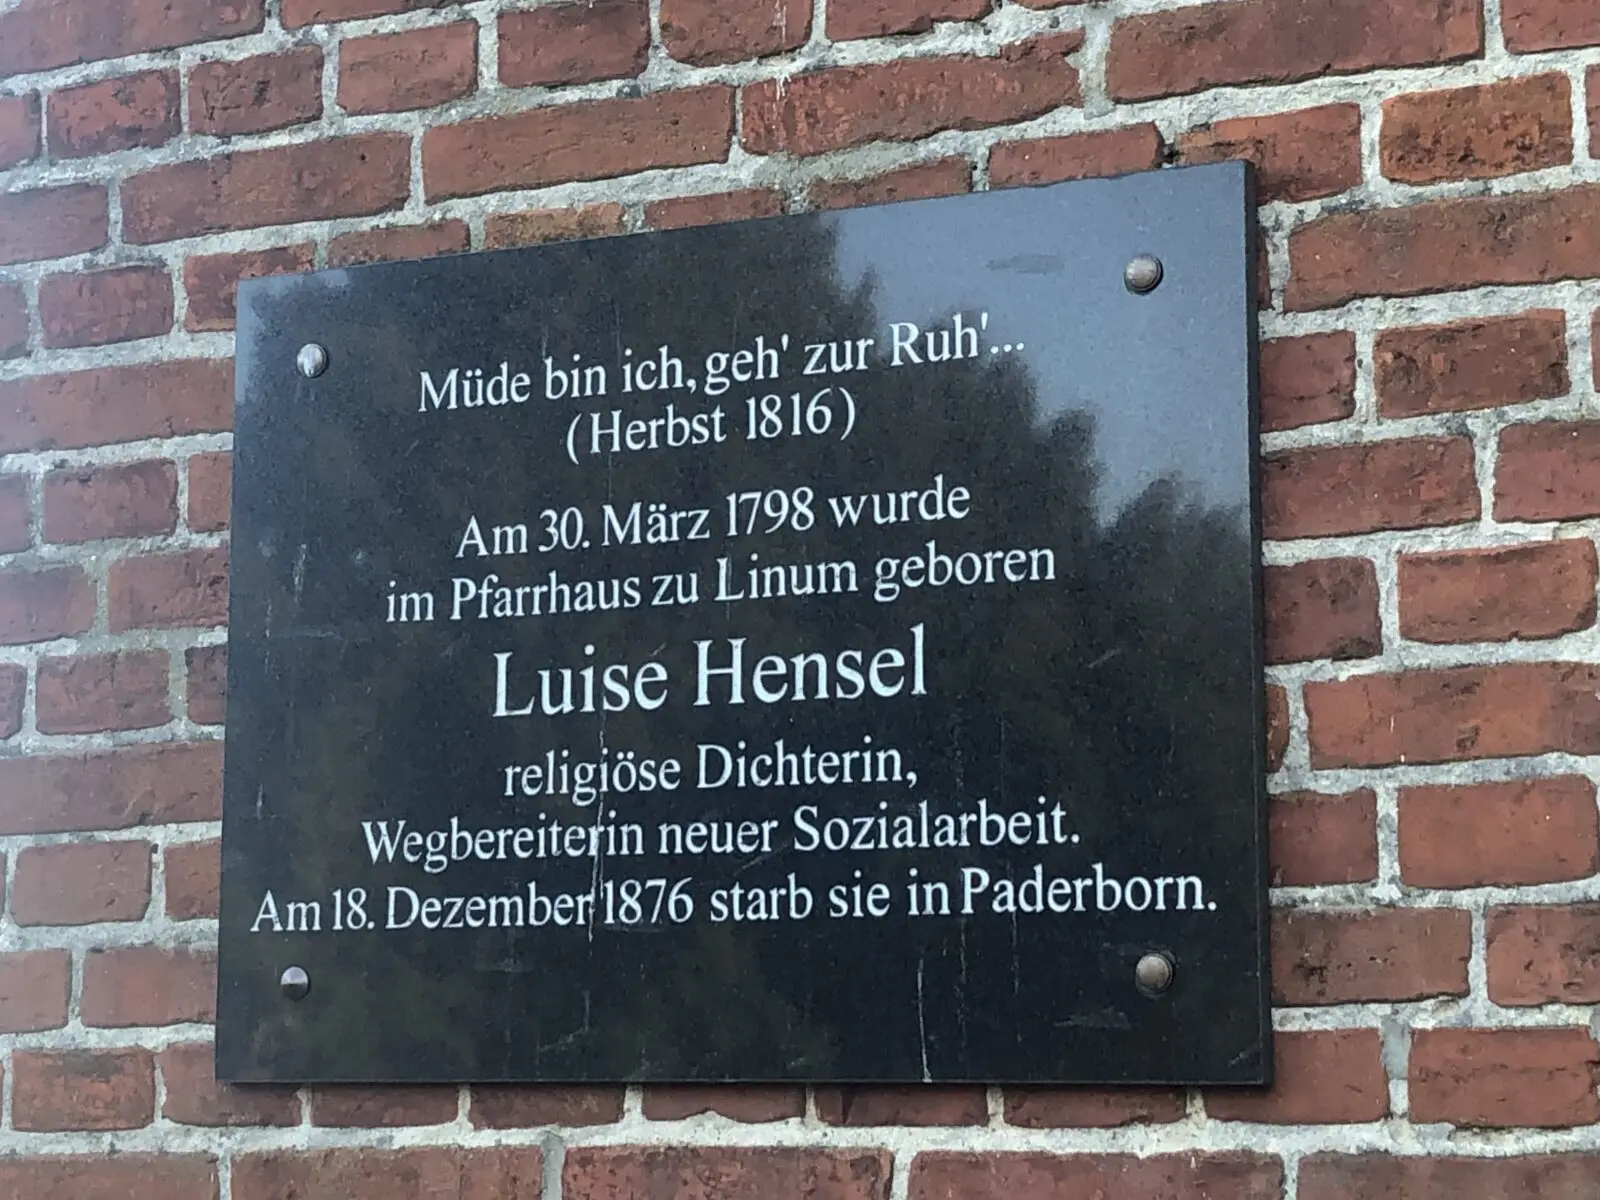 Müde bin ich, geh' zur Ruh'...
(Herbst 1816)
Am 30. März 1798 wurde
im Pfarrhaus zu Linum geboren
Luise Hensel
religiöse Dichterin,
Wegbereiterin neuer Sozialarbeit.
Am 18. Dezember 1876 starb sie in Paderborn.